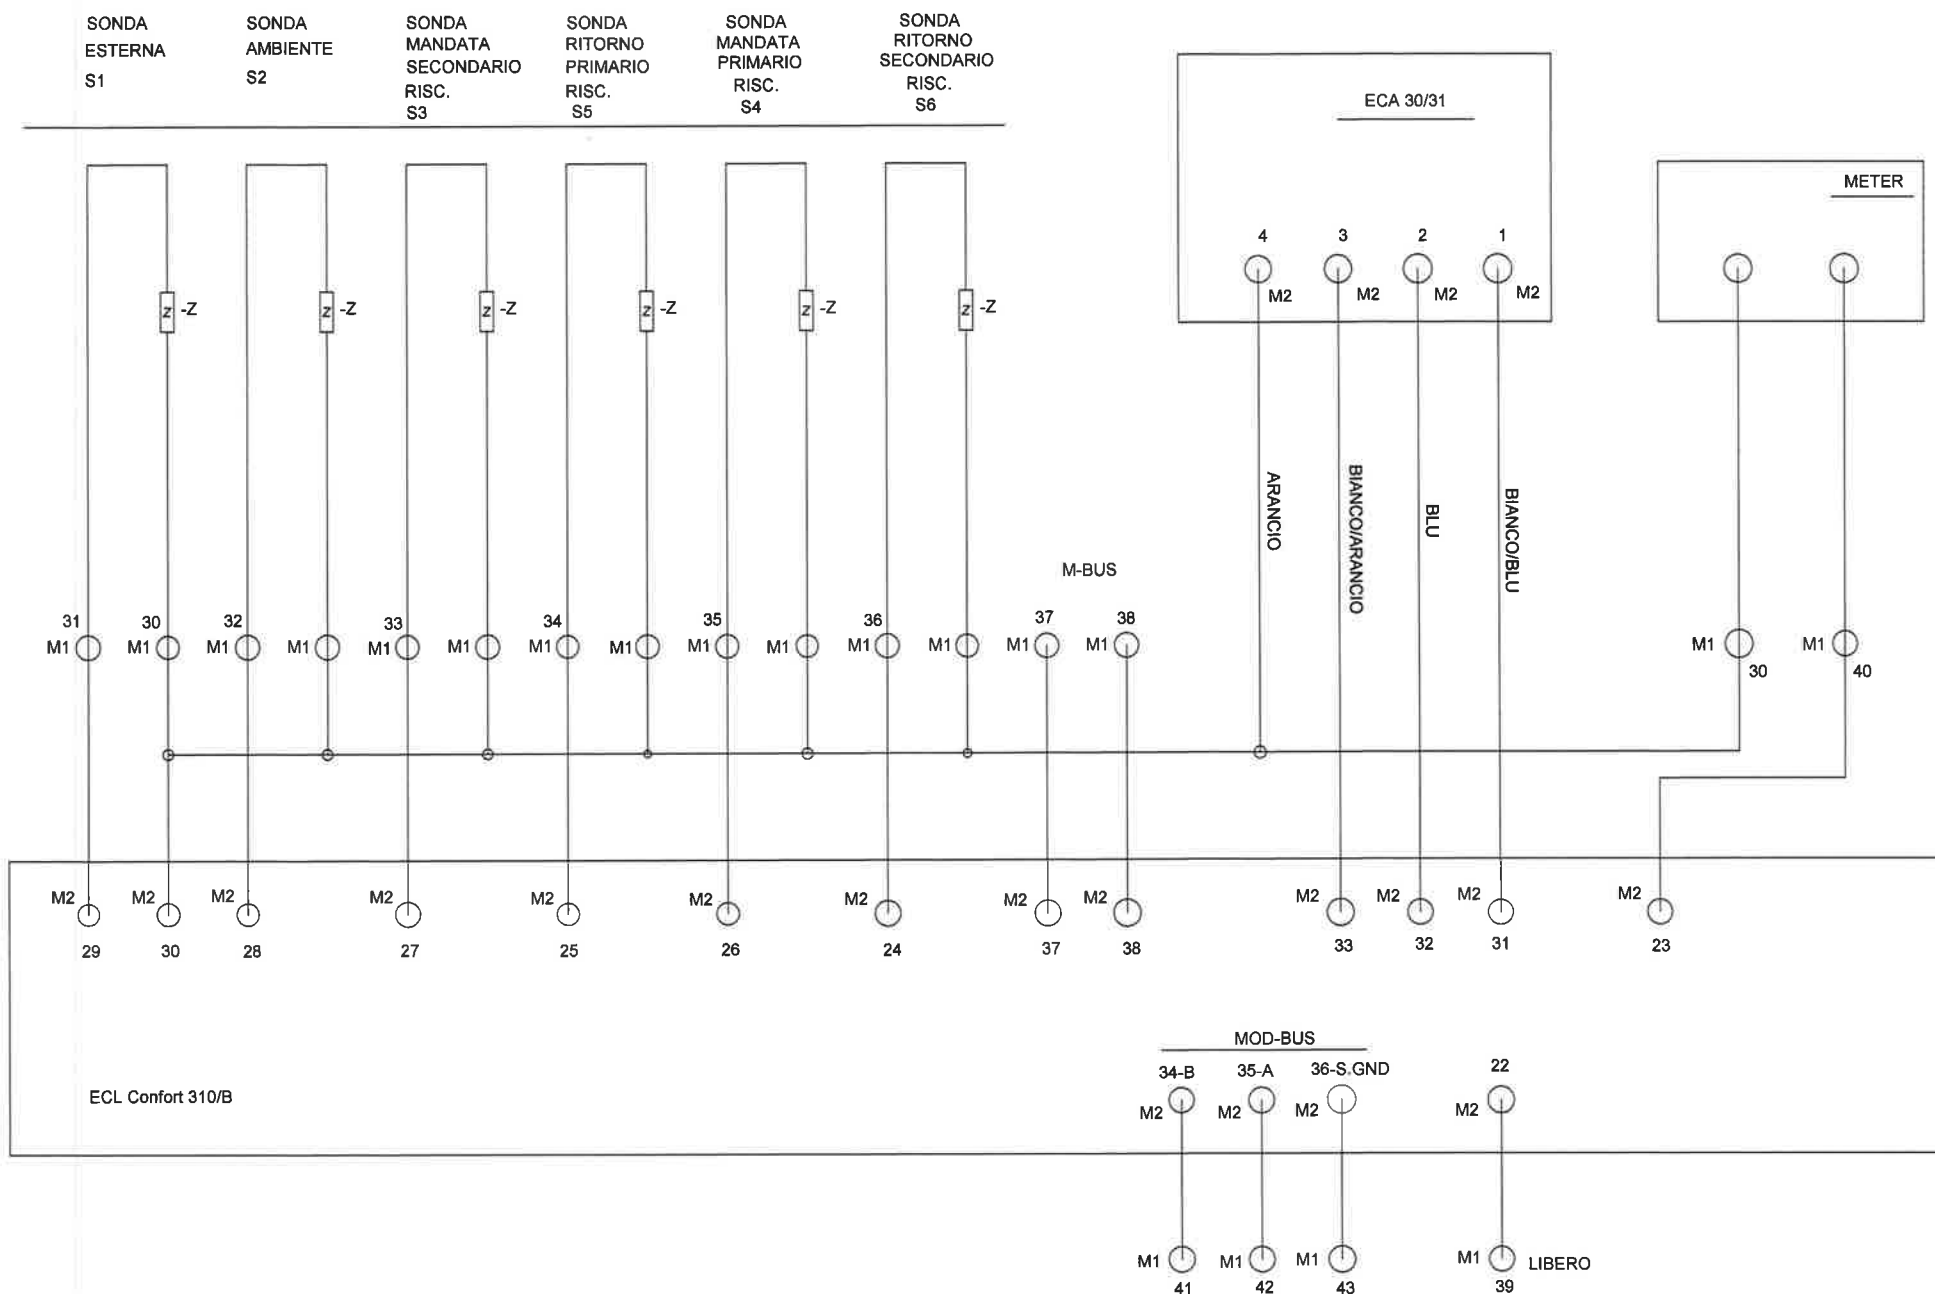 SONDA
ESTERNA
S1
SONDA
AMBIENTE
S2
SONDA
MANDATA
SECONDARIO
RISC.
S3
SONDA
RITORNO
PRIMARIO
RISC.
S5
SONDA
MANDATA
PRIMARIO
RISC.
S4
SONDA
RITORNO
SECONDARIO
RISC.
S6
ECA 30/31
METER
4 3 2 1
M2 M2 M2 M2
Z -Z Z -Z Z -Z Z -Z Z -Z Z -Z
ARANCIO
BIANCO/ARANCIO
BLU
BIANCO/BLU
M-BUS
31 30 32 33 34 35 36 37 38
M1 M1 M1 M1 M1 M1 M1 M1 M1 M1 M1 M1 M1 M1 M1 M1
30 40
M2 M2 M2 M2 M2 M2 M2 M2 M2 M2 M2 M2 M2
29 30 28 27 25 26 24 37 38 33 32 31 23
MOD-BUS
34-B 35-A 36-S.GND 22
M2 M2 M2 M2
ECL Confort 310/B
M1 M1 M1 M1 LIBERO
41 42 43 39